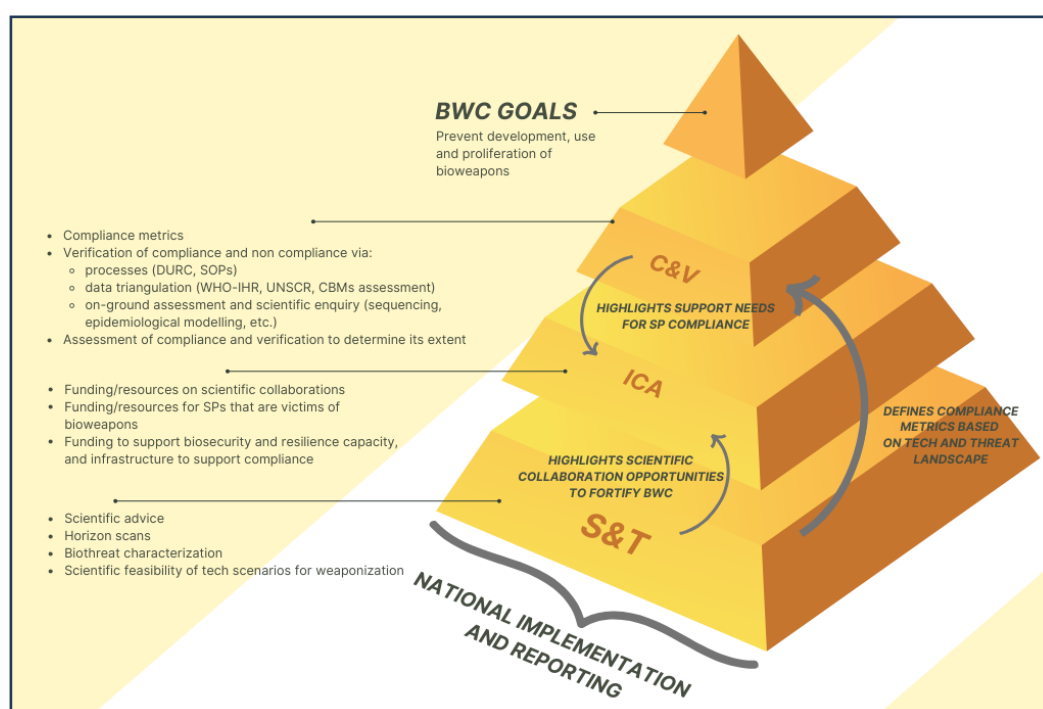 BWC GOALS
Prevent development, use
and proliferation of
bioweapons
• Compliance metrics
• Verification of compliance and non compliance via:
◦ processes (DURC, SOPs)
◦ data triangulation (WHO-IHR, UNSCR, CBMs assessment)
◦ on-ground assessment and scientific enquiry (sequencing,
epidemiological modelling, etc.)
• Assessment of compliance and verification to determine its extent
C&V
HIGHLIGHTS SUPPORT NEEDS
FOR SP COMPLIANCE
• Funding/resources on scientific collaborations
• Funding/resources for SPs that are victims of
bioweapons
• Funding to support biosecurity and resilience capacity,
and infrastructure to support compliance
ICA
DEFINES COMPLIANCE
METRICS BASED
ON TECH AND THREAT
LANDSCAPE
HIGHLIGHTS SCIENTIFIC
COLLABORATION OPPORTUNITIES
TO FORTIFY BWC
S&T
• Scientific advice
• Horizon scans
• Biothreat characterization
• Scientific feasibility of tech scenarios for weaponization
NATIONAL IMPLEMENTATION
AND REPORTING